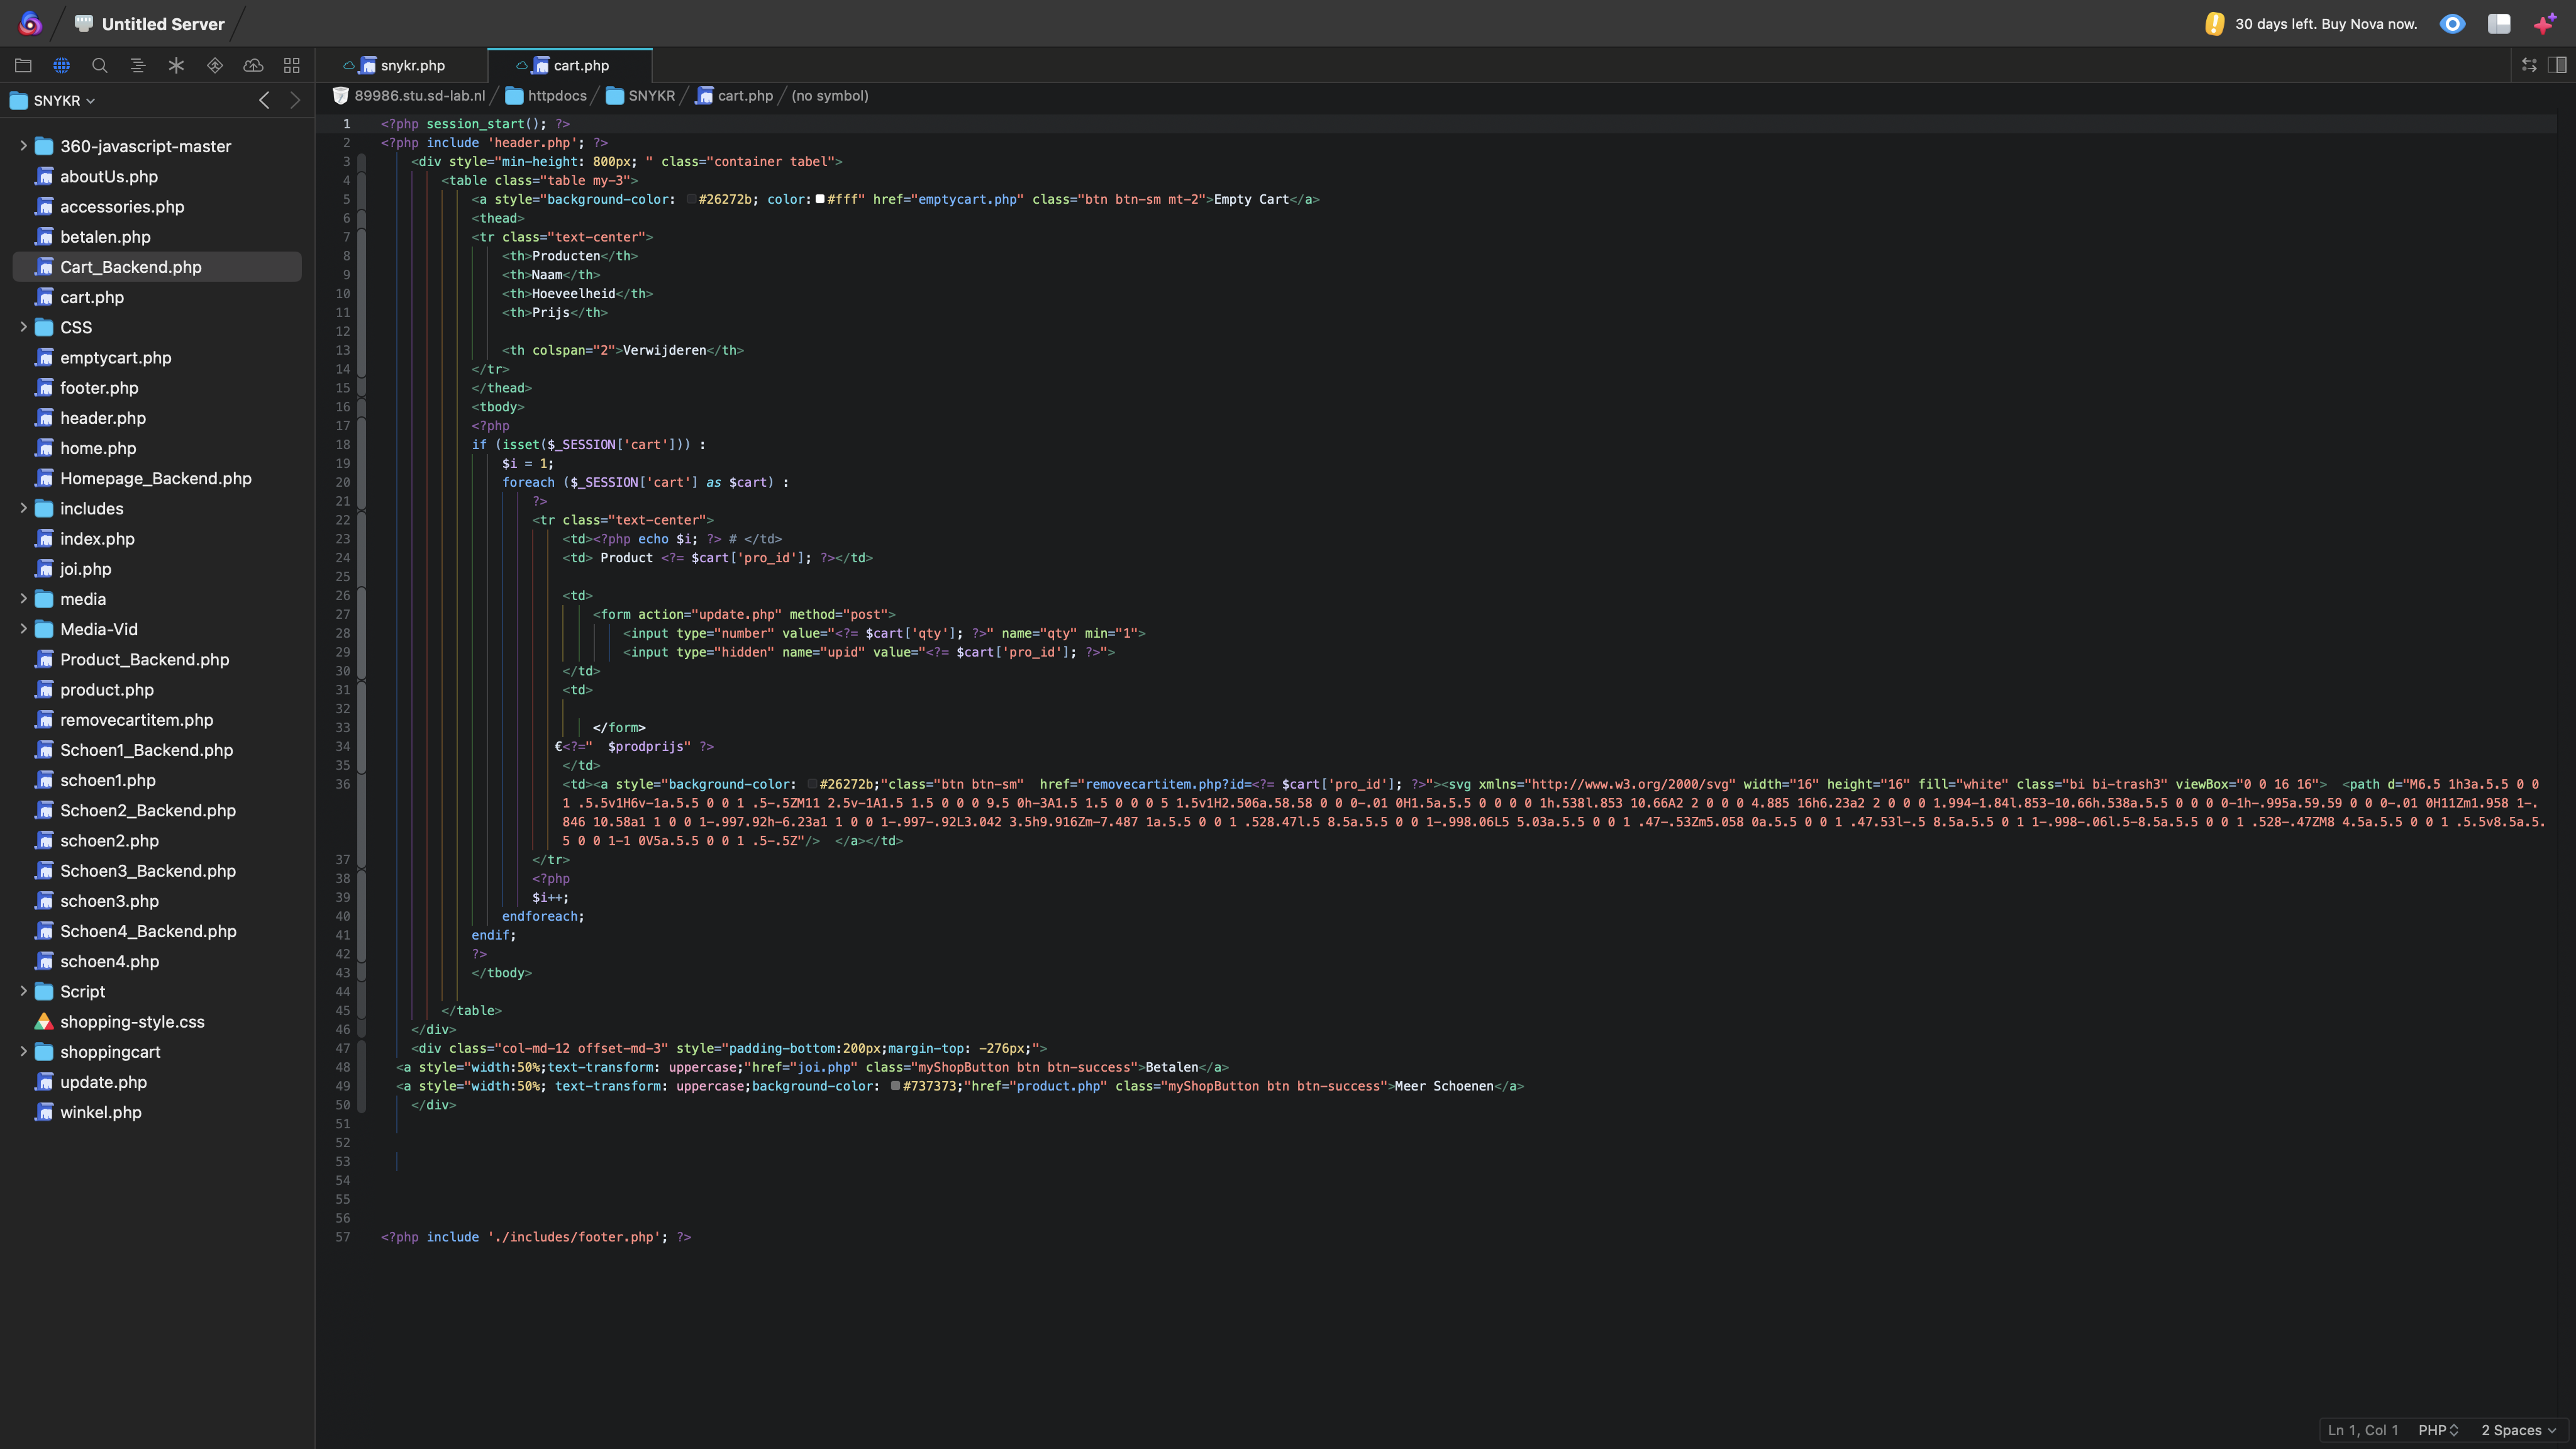 Untitled Server
30 days left. Buy Nova now.
snykr.php
cart.php
SNYKR
89986.stu.sd-lab.nl / httpdocs / SNYKR / cart.php / (no symbol)
360-javascript-master
aboutUs.php
accessories.php
betalen.php
Cart_Backend.php
cart.php
CSS
emptycart.php
footer.php
header.php
home.php
Homepage_Backend.php
includes
index.php
joi.php
media
Media-Vid
Product_Backend.php
product.php
removecartitem.php
Schoen1_Backend.php
schoen1.php
Schoen2_Backend.php
schoen2.php
Schoen3_Backend.php
schoen3.php
Schoen4_Backend.php
schoen4.php
Script
shopping-style.css
shoppingcart
update.php
winkel.php
1 <?php session_start(); ?>
2 <?php include 'header.php'; ?>
3 <div style="min-height: 800px; " class="container tabel">
4 <table class="table my-3">
5 <a style="background-color: #26272b; color: #fff" href="emptycart.php" class="btn btn-sm mt-2">Empty Cart</a>
6 <thead>
7 <tr class="text-center">
8 <th>Producten</th>
9 <th>Naam</th>
10 <th>Hoeveelheid</th>
11 <th>Prijs</th>
12
13 <th colspan="2">Verwijderen</th>
14 </tr>
15 </thead>
16 <tbody>
17 <?php
18 if (isset($_SESSION['cart'])) :
19 $i = 1;
20 foreach ($_SESSION['cart'] as $cart) :
21 ?>
22 <tr class="text-center">
23 <td><?php echo $i; ?> # </td>
24 <td> Product <?= $cart['pro_id']; ?></td>
25
26 <td>
27 <form action="update.php" method="post">
28 <input type="number" value="<?= $cart['qty']; ?>" name="qty" min="1">
29 <input type="hidden" name="upid" value="<?= $cart['pro_id']; ?>">
30 </td>
31 <td>
32
33 </form>
34 €<?=" $prodprijs" ?>
35 </td>
36 <td><a style="background-color: #26272b;"class="btn btn-sm" href="removecartitem.php?id=<?= $cart['pro_id']; ?>"><svg xmlns="http://www.w3.org/2000/svg" width="16" height="16" fill="white" class="bi bi-trash3" viewBox="0 0 16 16"> <path d="M6.5 1h3a.5.5 0 0
1 .5.5v1H6v-1a.5.5 0 0 1 .5-.5ZM11 2.5v-1A1.5 1.5 0 0 0 9.5 0h-3A1.5 1.5 0 0 0 5 1.5v1H2.506a.58.58 0 0 0-.01 0H1.5a.5.5 0 0 0 0 1h.538l.853 10.66A2 2 0 0 0 4.885 16h6.23a2 2 0 0 0 1.994-1.84l.853-10.66h.538a.5.5 0 0 0 0-1h-.995a.59.59 0 0 0-.01 0H11Zm1.958 1-.
846 10.58a1 1 0 0 1-.997.92h-6.23a1 1 0 0 1-.997-.92L3.042 3.5h9.916Zm-7.487 1a.5.5 0 0 1 .528.47l.5 8.5a.5.5 0 0 1-.998.06L5 5.03a.5.5 0 0 1 .47-.53Zm5.058 0a.5.5 0 0 1 .47.53l-.5 8.5a.5.5 0 1 1-.998-.06l.5-8.5a.5.5 0 0 1 .528-.47ZM8 4.5a.5.5 0 0 1 .5.5v8.5a.5.
5 0 0 1-1 0V5a.5.5 0 0 1 .5-.5Z"/> </a></td>
37 </tr>
38 <?php
39 $i++;
40 endforeach;
41 endif;
42 ?>
43 </tbody>
44
45 </table>
46 </div>
47 <div class="col-md-12 offset-md-3" style="padding-bottom:200px;margin-top: -276px;">
48 <a style="width:50%;text-transform: uppercase;"href="joi.php" class="myShopButton btn btn-success">Betalen</a>
49 <a style="width:50%; text-transform: uppercase;background-color: #737373;"href="product.php" class="myShopButton btn btn-success">Meer Schoenen</a>
50 </div>
51
52
53
54
55
56
57 <?php include './includes/footer.php'; ?>
Ln 1, Col 1 PHP 2 Spaces